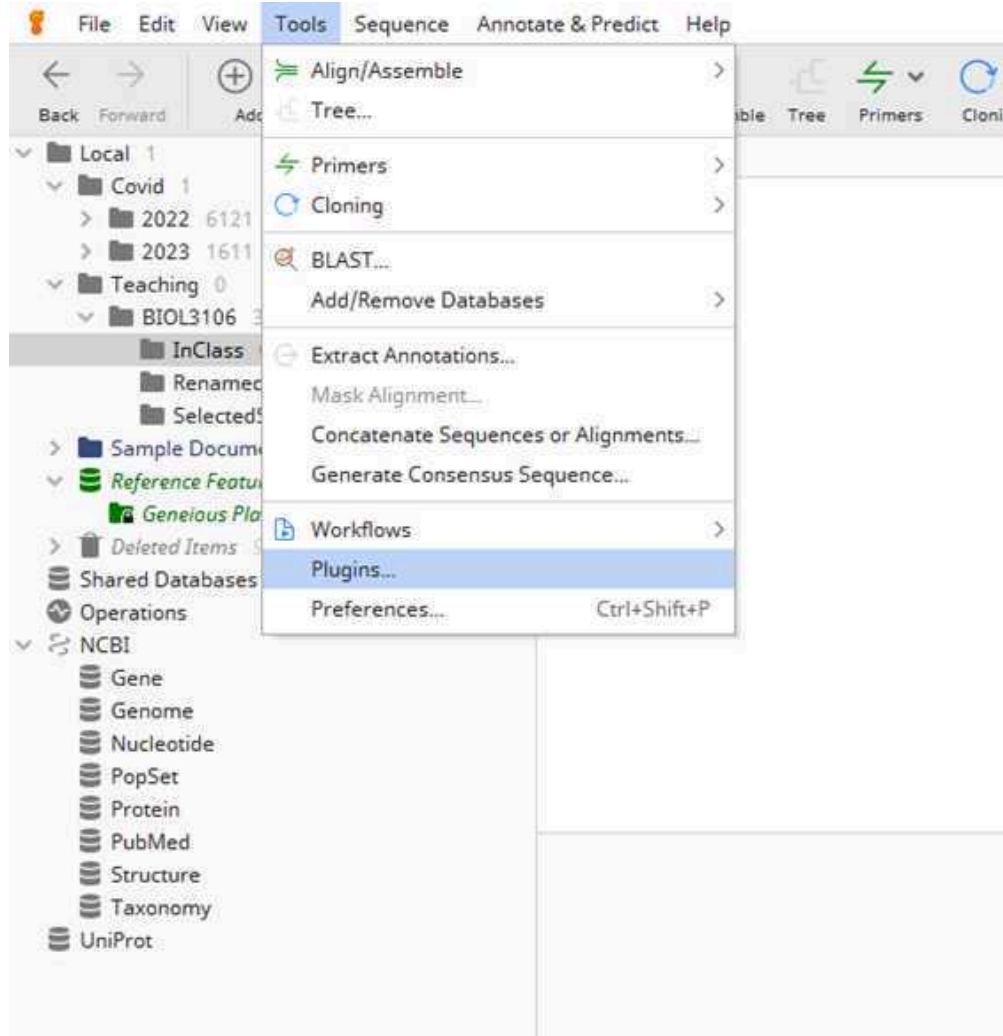 File Edit View Tools Sequence Annotate & Predict Help
Back Forward Tree Primers
Align/Assemble
Tree...
Primers
Cloning
BLAST...
Add/Remove Databases
Extract Annotations...
Mask Alignment...
Concatenate Sequences or Alignments...
Generate Consensus Sequence...
Workflows
Plugins...
Preferences... Ctrl+Shift+P
Local 1
Covid 1
2022 6121
2023 1611
Teaching 0
BIOL3106
InClass
Sample
Reference
Geneious
Deleted Items
Shared Databases
Operations
NCBI
Gene
Genome
Nucleotide
PopSet
Protein
PubMed
Structure
Taxonomy
UniProt